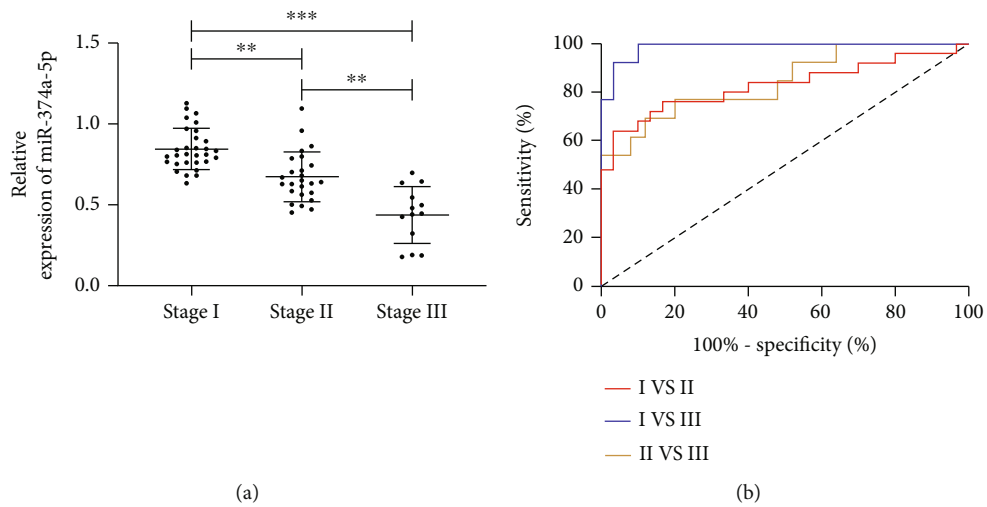 ***
**
**
1.5
1.0
0.5
0.0
Relative
expression of miR-374a-5p
Stage I
Stage II
Stage III
(a)
100
80
60
40
20
0
Sensitivity (%)
0
20
40
60
80
100
100% - specificity (%)
I VS II
I VS III
II VS III
(b)